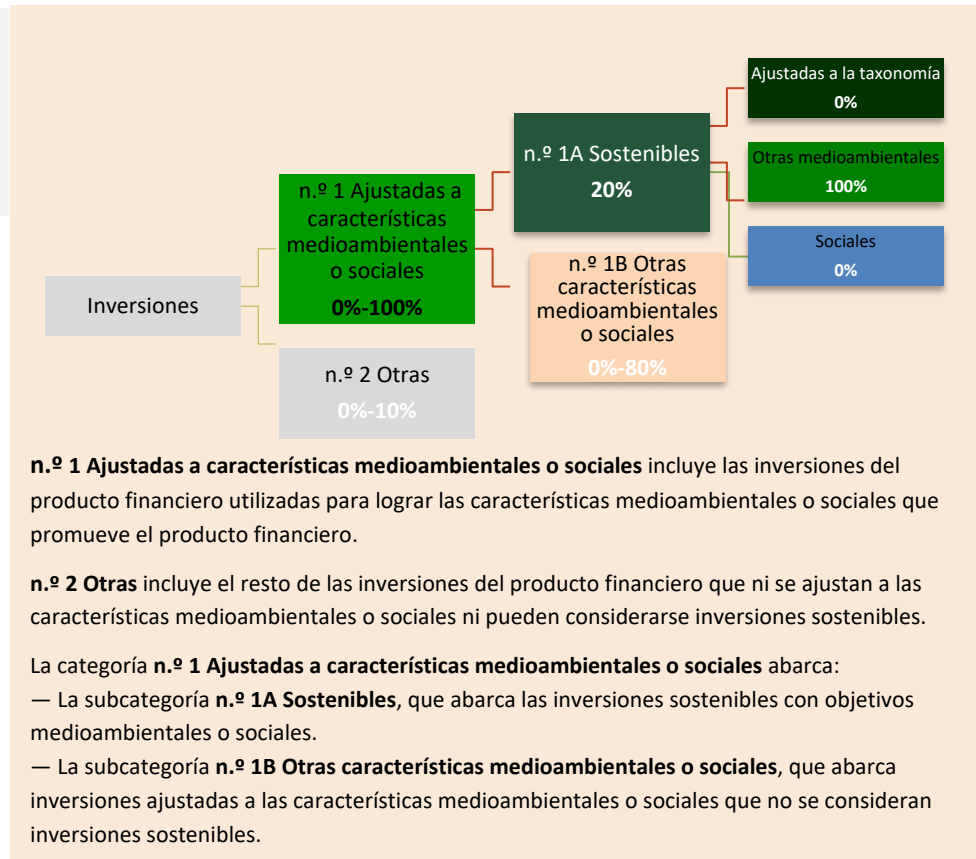 Ajustadas a la taxonomía
0%
n.º 1A Sostenibles
20%
Otras medioambientales
100%
n.º 1 Ajustadas a
características
medioambientales
o sociales
0%-100%
Sociales
0%
n.º 1B Otras
características
medioambientales
o sociales
0%-80%
Inversiones
n.º 2 Otras
0%-10%
n.º 1 Ajustadas a características medioambientales o sociales incluye las inversiones del
producto financiero utilizadas para lograr las características medioambientales o sociales que
promueve el producto financiero.
n.º 2 Otras incluye el resto de las inversiones del producto financiero que ni se ajustan a las
características medioambientales o sociales ni pueden considerarse inversiones sostenibles.
La categoría n.º 1 Ajustadas a características medioambientales o sociales abarca:
— La subcategoría n.º 1A Sostenibles, que abarca las inversiones sostenibles con objetivos
medioambientales o sociales.
— La subcategoría n.º 1B Otras características medioambientales o sociales, que abarca
inversiones ajustadas a las características medioambientales o sociales que no se consideran
inversiones sostenibles.